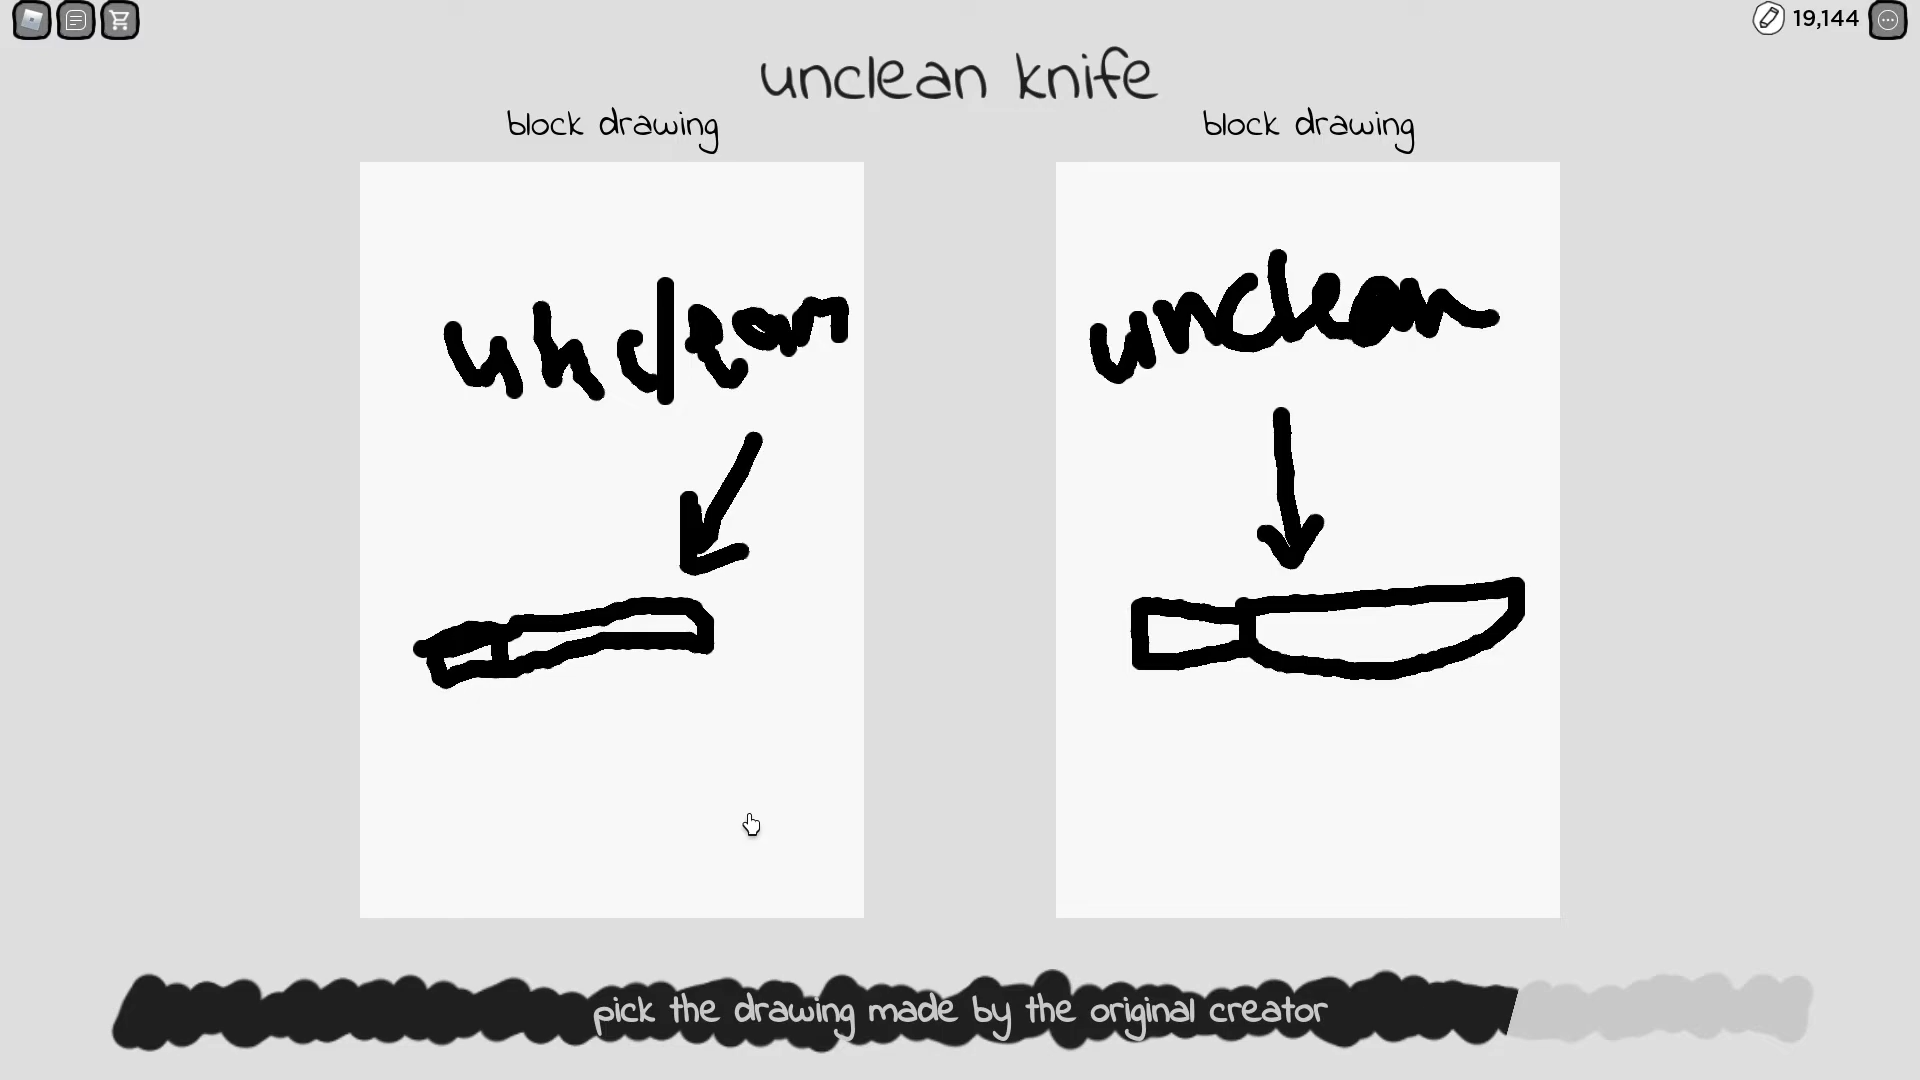 19,144
unclean knife
block drawing
block drawing
unclean
unclean
pick the drawing made by the original creator